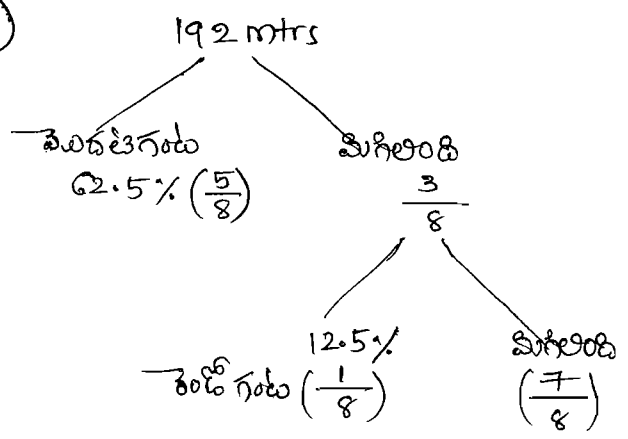 192 mtrs
మొదటిగంట
62.5% (5/8)
మిగిలింది
3/8
12.5%
రెండో గంట (1/8)
మిగిలింది
(7/8)